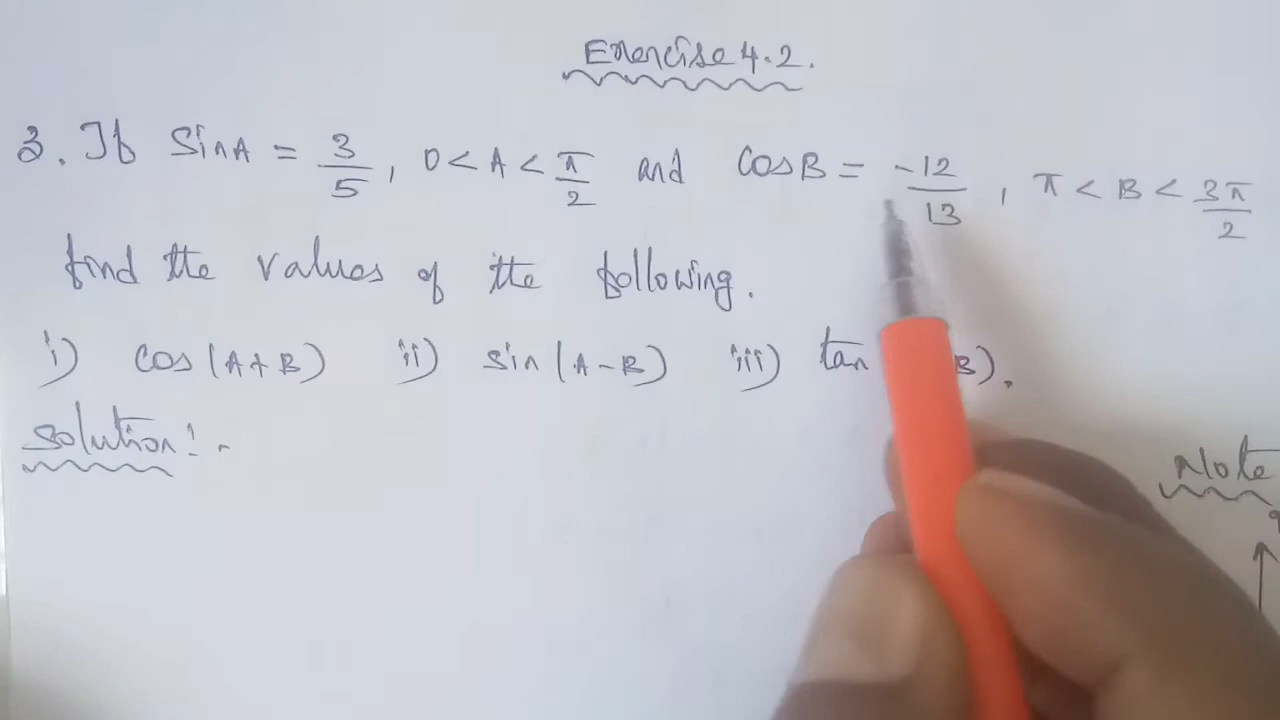 Exercise 4.2.
3. If sinA = 3/5, 0 < A < π/2 and cosB = -12/13, π < B < 3π/2
find the values of the following.
i) cos(A+B) ii) sin(A-B) iii) tan B).
Solution:-
Note